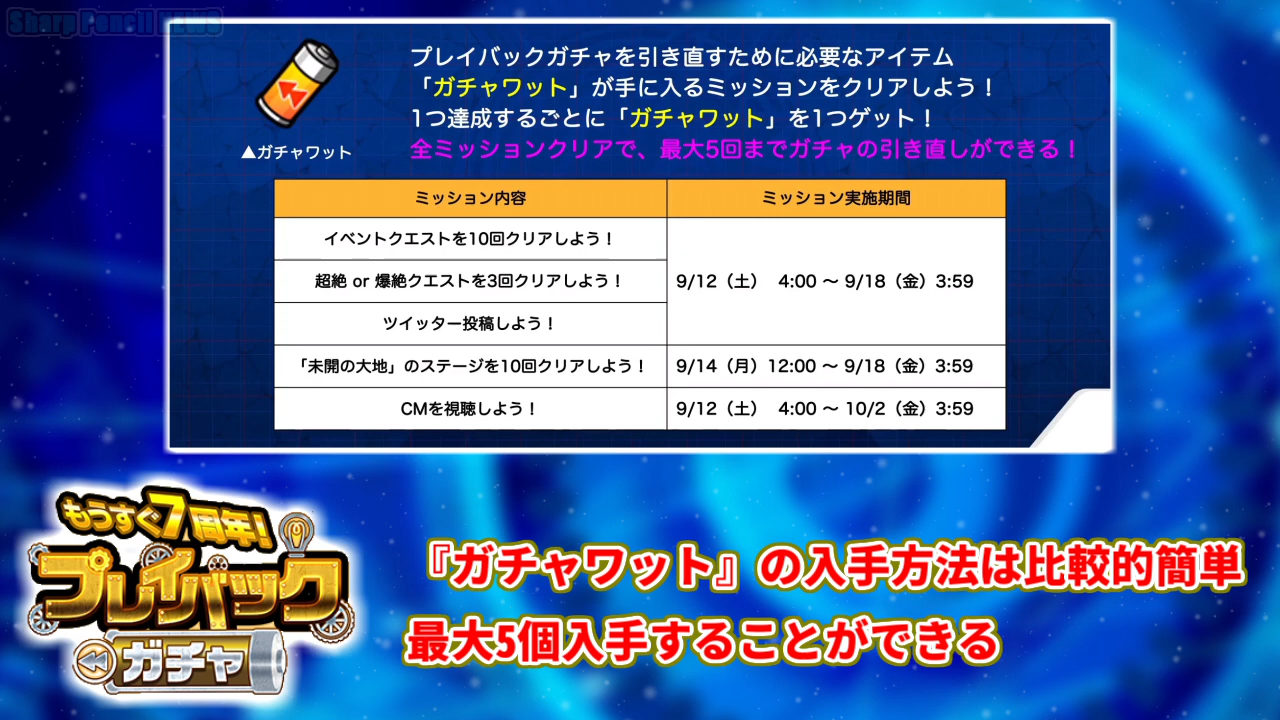 Sharp Pencil NEWS
プレイバックガチャを引き直すために必要なアイテム
「ガチャワット」が手に入るミッションをクリアしよう！
1つ達成するごとに「ガチャワット」を1つゲット！
▲ガチャワット
全ミッションクリアで、最大5回までガチャの引き直しができる！
ミッション内容
ミッション実施期間
イベントクエストを10回クリアしよう！
超絶 or 爆絶クエストを3回クリアしよう！
9/12（土） 4:00 〜 9/18（金）3:59
ツイッター投稿しよう！
「未開の大地」のステージを10回クリアしよう！
9/14（月）12:00 〜 9/18（金）3:59
CMを視聴しよう！
9/12（土） 4:00 〜 10/2（金）3:59
もうすぐ7周年!
プレイバック
ガチャ
『ガチャワット』の入手方法は比較的簡単
最大5個入手することができる